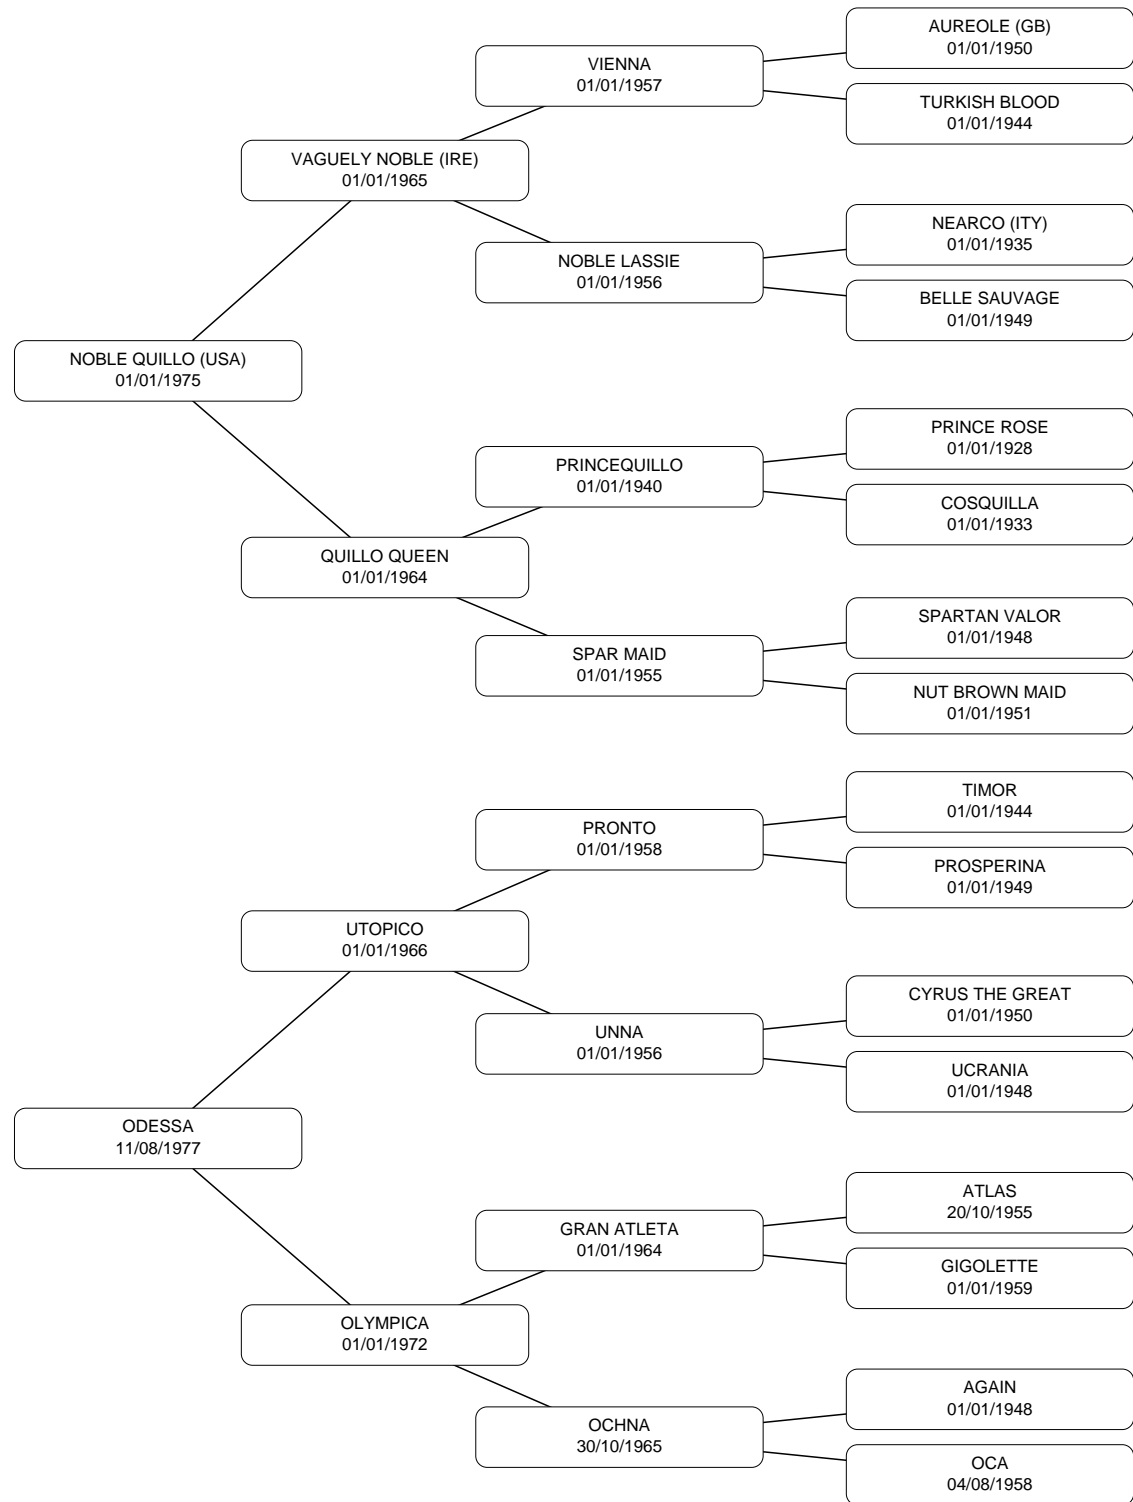 AUREOLE (GB)
01/01/1950
VIENNA
01/01/1957
TURKISH BLOOD
01/01/1944
VAGUELY NOBLE (IRE)
01/01/1965
NEARCO (ITY)
01/01/1935
NOBLE LASSIE
01/01/1956
BELLE SAUVAGE
01/01/1949
NOBLE QUILLO (USA)
01/01/1975
PRINCE ROSE
01/01/1928
PRINCEQUILLO
01/01/1940
COSQUILLA
01/01/1933
QUILLO QUEEN
01/01/1964
SPARTAN VALOR
01/01/1948
SPAR MAID
01/01/1955
NUT BROWN MAID
01/01/1951
TIMOR
01/01/1944
PRONTO
01/01/1958
PROSPERINA
01/01/1949
UTOPICO
01/01/1966
CYRUS THE GREAT
01/01/1950
UNNA
01/01/1956
UCRANIA
01/01/1948
ODESSA
11/08/1977
ATLAS
20/10/1955
GRAN ATLETA
01/01/1964
GIGOLETTE
01/01/1959
OLYMPICA
01/01/1972
AGAIN
01/01/1948
OCHNA
30/10/1965
OCA
04/08/1958